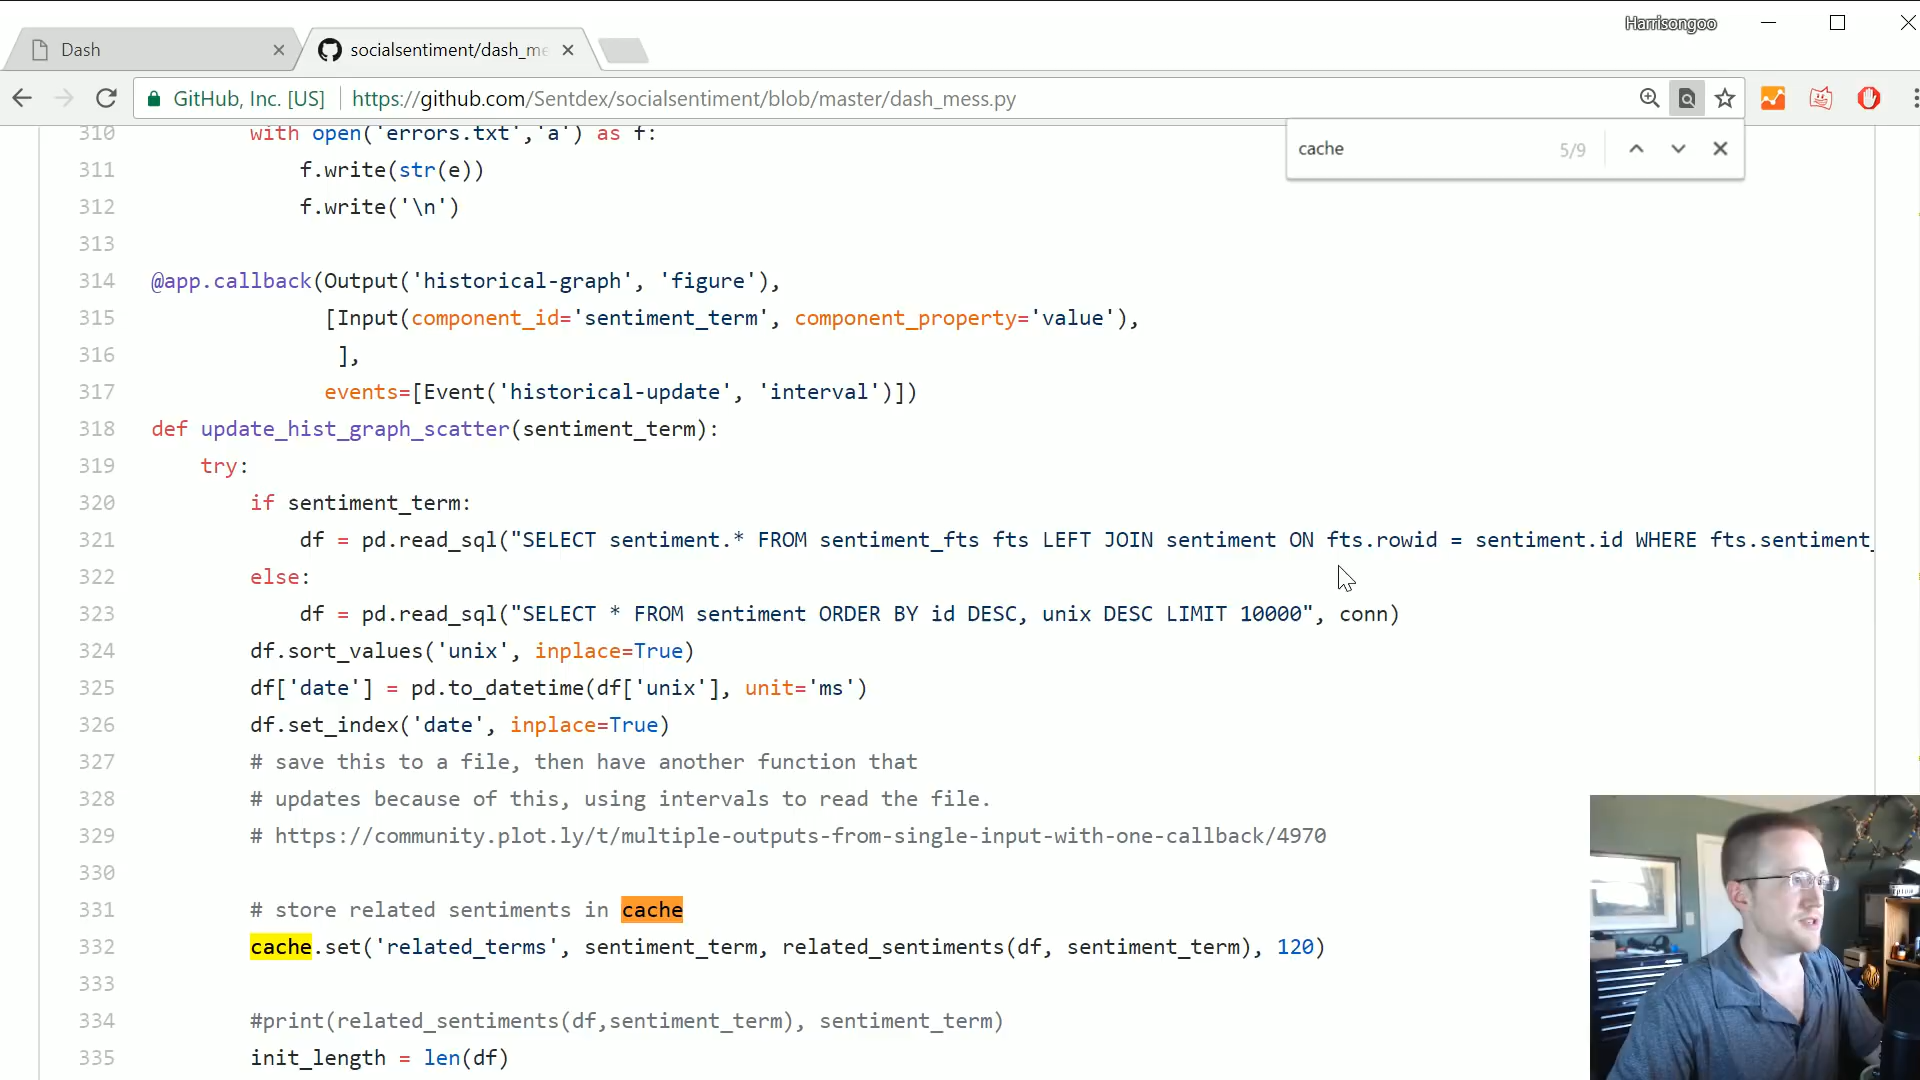 Harrisongoo
Dash
socialsentiment/dash_me
GitHub, Inc. [US] https://github.com/Sentdex/socialsentiment/blob/master/dash_mess.py
cache 5/9
310 with open('errors.txt','a') as f:
311 f.write(str(e))
312 f.write('\n')
313
314 @app.callback(Output('historical-graph', 'figure'),
315 [Input(component_id='sentiment_term', component_property='value'),
316 ],
317 events=[Event('historical-update', 'interval')])
318 def update_hist_graph_scatter(sentiment_term):
319 try:
320 if sentiment_term:
321 df = pd.read_sql("SELECT sentiment.* FROM sentiment_fts fts LEFT JOIN sentiment ON fts.rowid = sentiment.id WHERE fts.sentiment_
322 else:
323 df = pd.read_sql("SELECT * FROM sentiment ORDER BY id DESC, unix DESC LIMIT 10000", conn)
324 df.sort_values('unix', inplace=True)
325 df['date'] = pd.to_datetime(df['unix'], unit='ms')
326 df.set_index('date', inplace=True)
327 # save this to a file, then have another function that
328 # updates because of this, using intervals to read the file.
329 # https://community.plot.ly/t/multiple-outputs-from-single-input-with-one-callback/4970
330
331 # store related sentiments in cache
332 cache.set('related_terms', sentiment_term, related_sentiments(df, sentiment_term), 120)
333
334 #print(related_sentiments(df,sentiment_term), sentiment_term)
335 init_length = len(df)